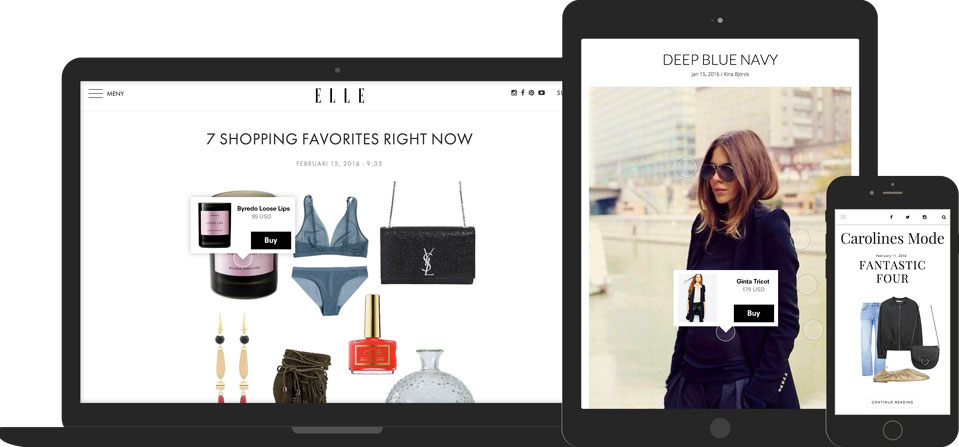 MENY
ELLE
7 SHOPPING FAVORITES RIGHT NOW
FEBRUARI 15, 2016 - 9:35
Byredo Loose Lips
95 USD
Buy
YSL
DEEP BLUE NAVY
Jan 15, 2016 / Kina Björck
Ginta Tricot
179 USD
Buy
Carolines Mode
February 11, 2016
FANTASTIC
FOUR
CONTINUE READING